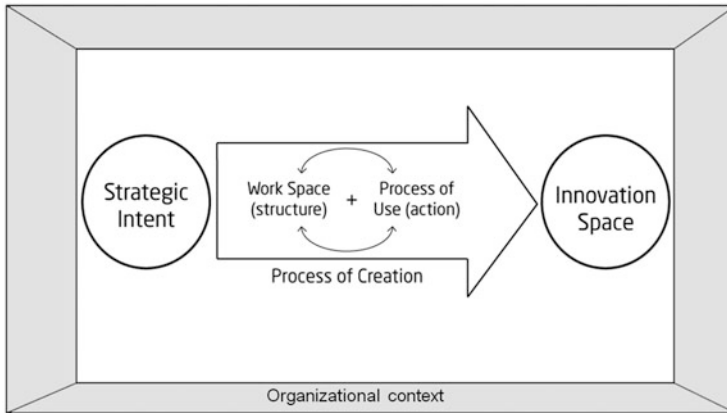 Strategic
Intent
Work Space
(structure)
+
Process of
Use (action)
Process of Creation
Innovation
Space
Organizational context